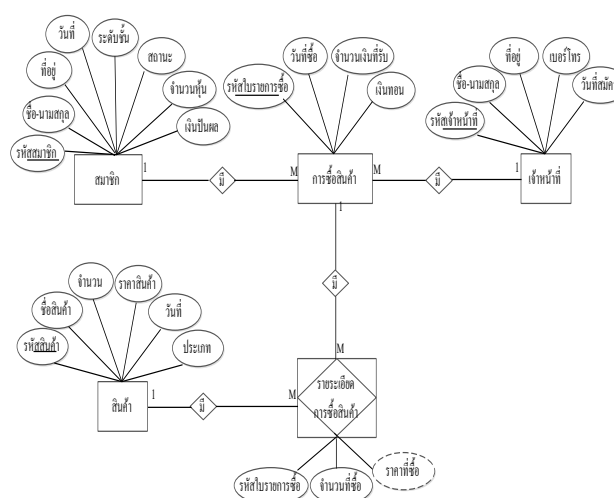 วันที่
ระดับชั้น
สถานะ
ที่อยู่
จำนวนหุ้น
ชื่อ-นามสกุล
เงินปันผล
รหัสสมาชิก
สมาชิก
1
มี
M
วันที่ซื้อ
จำนวนเงินที่รับ
รหัสใบรายการซื้อ
เงินทอน
การซื้อสินค้า
M
มี
1
ที่อยู่
เบอร์โทร
ชื่อ-นามสกุล
วันที่สมัคร
รหัสเจ้าหน้าที่
เจ้าหน้าที่
1
มี
M
จำนวน
ราคาสินค้า
ชื่อสินค้า
วันที่
รหัสสินค้า
ประเภท
สินค้า
1
มี
M
รายระเอียด
การซื้อสินค้า
รหัสใบรายการซื้อ
จำนวนที่ซื้อ
ราคาที่ซื้อ